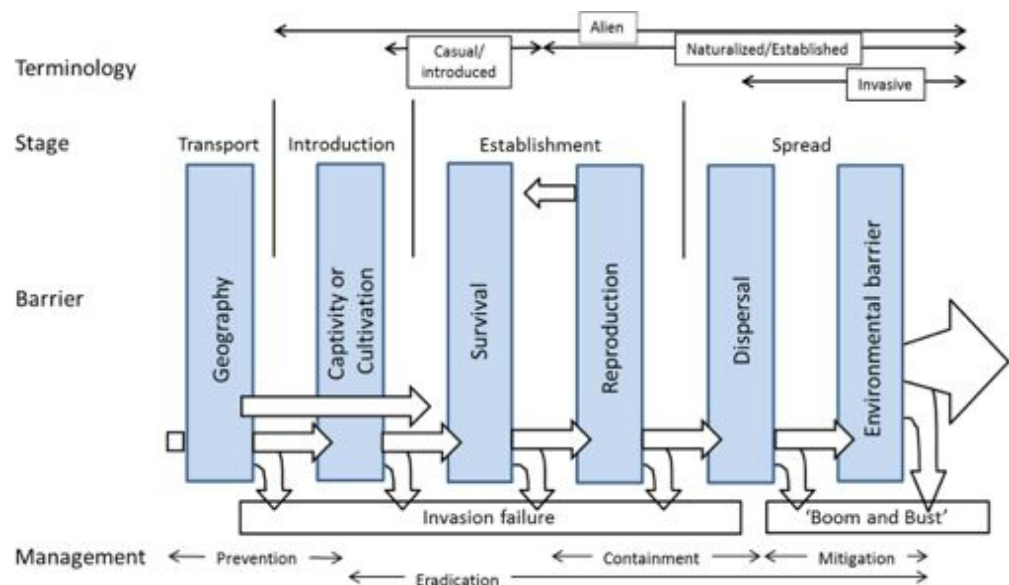 Alien
Casual/
introduced
Naturalized/Established
Terminology
Invasive
Stage
Transport
Introduction
Establishment
Spread
Barrier
Geography
Captivity or
Cultivation
Survival
Reproduction
Dispersal
Environmental barrier
Invasion failure
'Boom and Bust'
Management
Prevention
Containment
Mitigation
Eradication